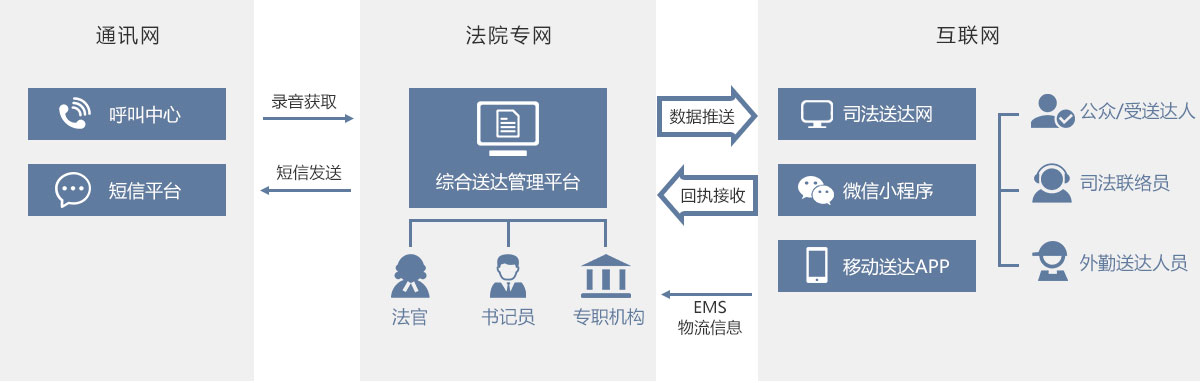 通讯网
呼叫中心
短信平台
录音获取
短信发送
法院专网
综合送达管理平台
法官
书记员
专职机构
数据推送
回执接收
EMS
物流信息
互联网
司法送达网
微信小程序
移动送达APP
公众/受送达人
司法联络员
外勤送达人员